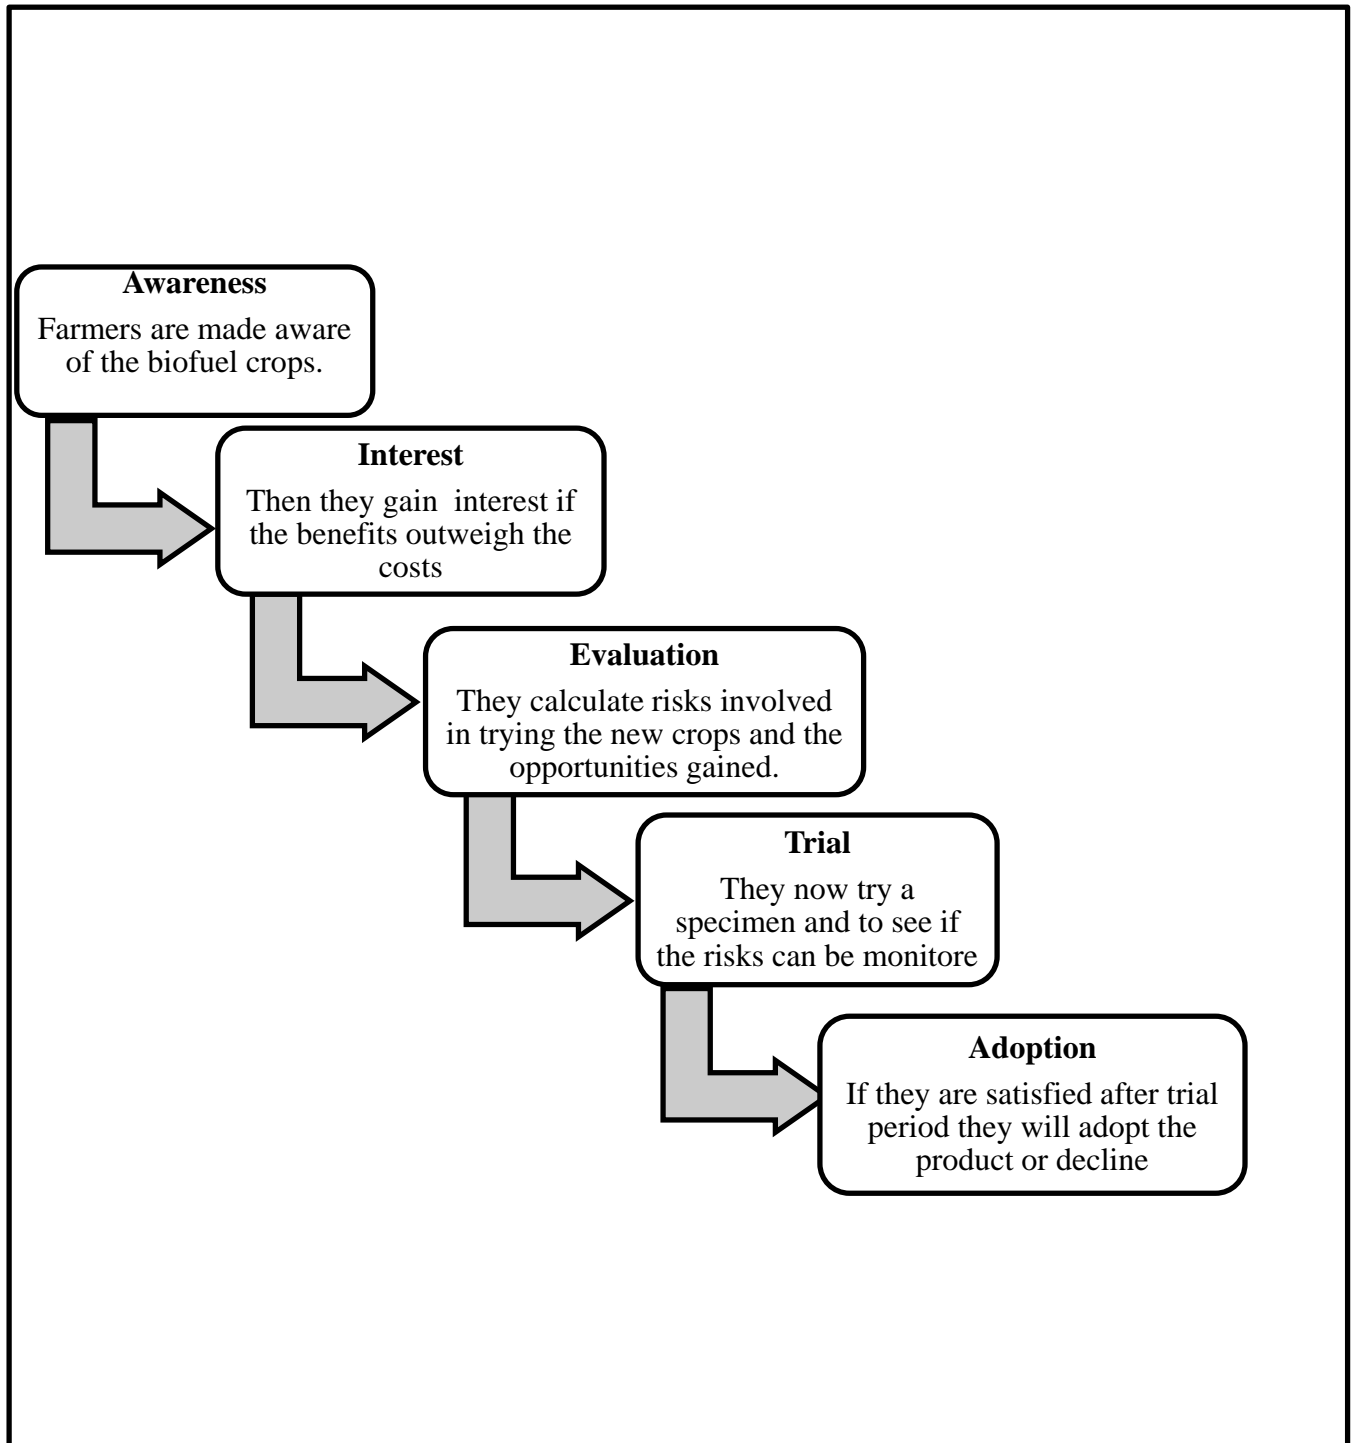 Awareness
Farmers are made aware
of the biofuel crops.
Interest
Then they gain  interest if
the benefits outweigh the
costs
Evaluation
They calculate risks involved
in trying the new crops and the
opportunities gained.
Trial
They now try a
specimen and to see if
the risks can be monitore
Adoption
If they are satisfied after trial
period they will adopt the
product or decline